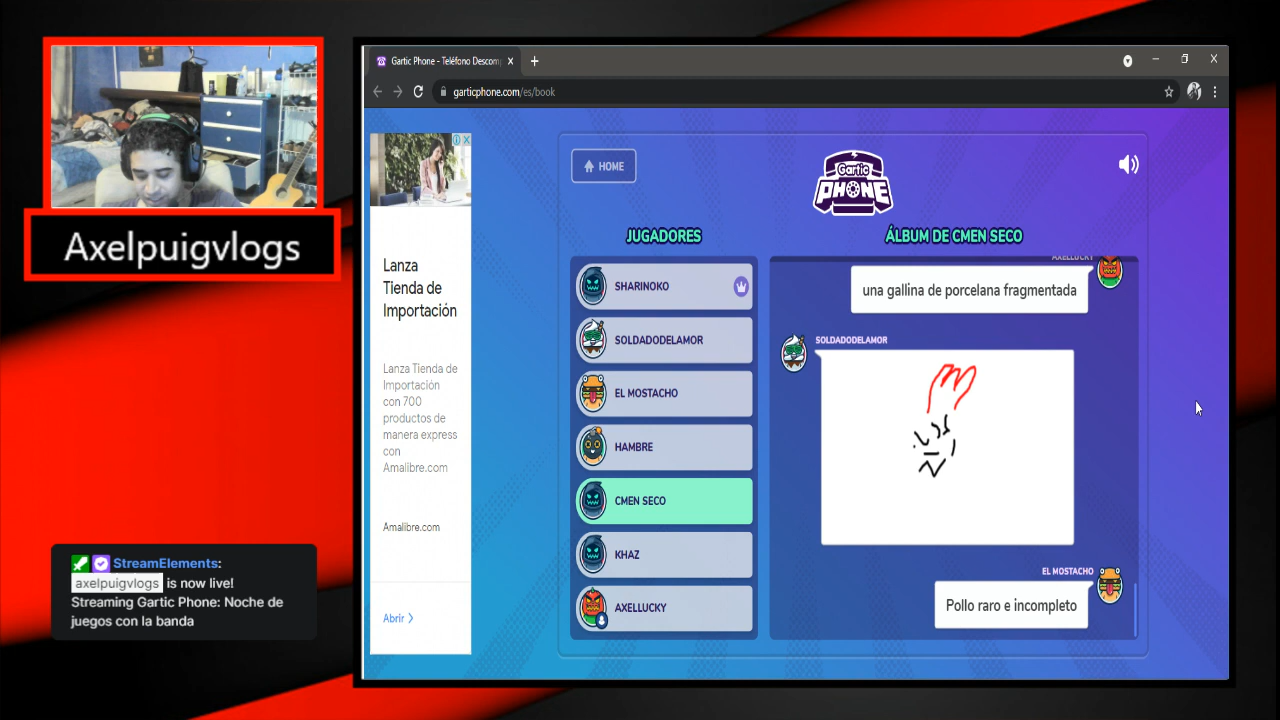 Axelpuigvlogs
StreamElements:
axelpuigvlogs is now live!
Streaming Gartic Phone: Noche de
juegos con la banda
Gartic Phone - Teléfono Descomp
garticphone.com/es/book
Lanza
Tienda de
Importación
Lanza Tienda de
Importación
con 700
productos de
manera express
con
Amalibre.com
Amalibre.com
Abrir
HOME
Gartic
PHONE
JUGADORES
SHARINOKO
SOLDADODELAMOR
EL MOSTACHO
HAMBRE
CMEN SECO
KHAZ
AXELLUCKY
ÁLBUM DE CMEN SECO
AXELLUCKY
una gallina de porcelana fragmentada
SOLDADODELAMOR
EL MOSTACHO
Pollo raro e incompleto